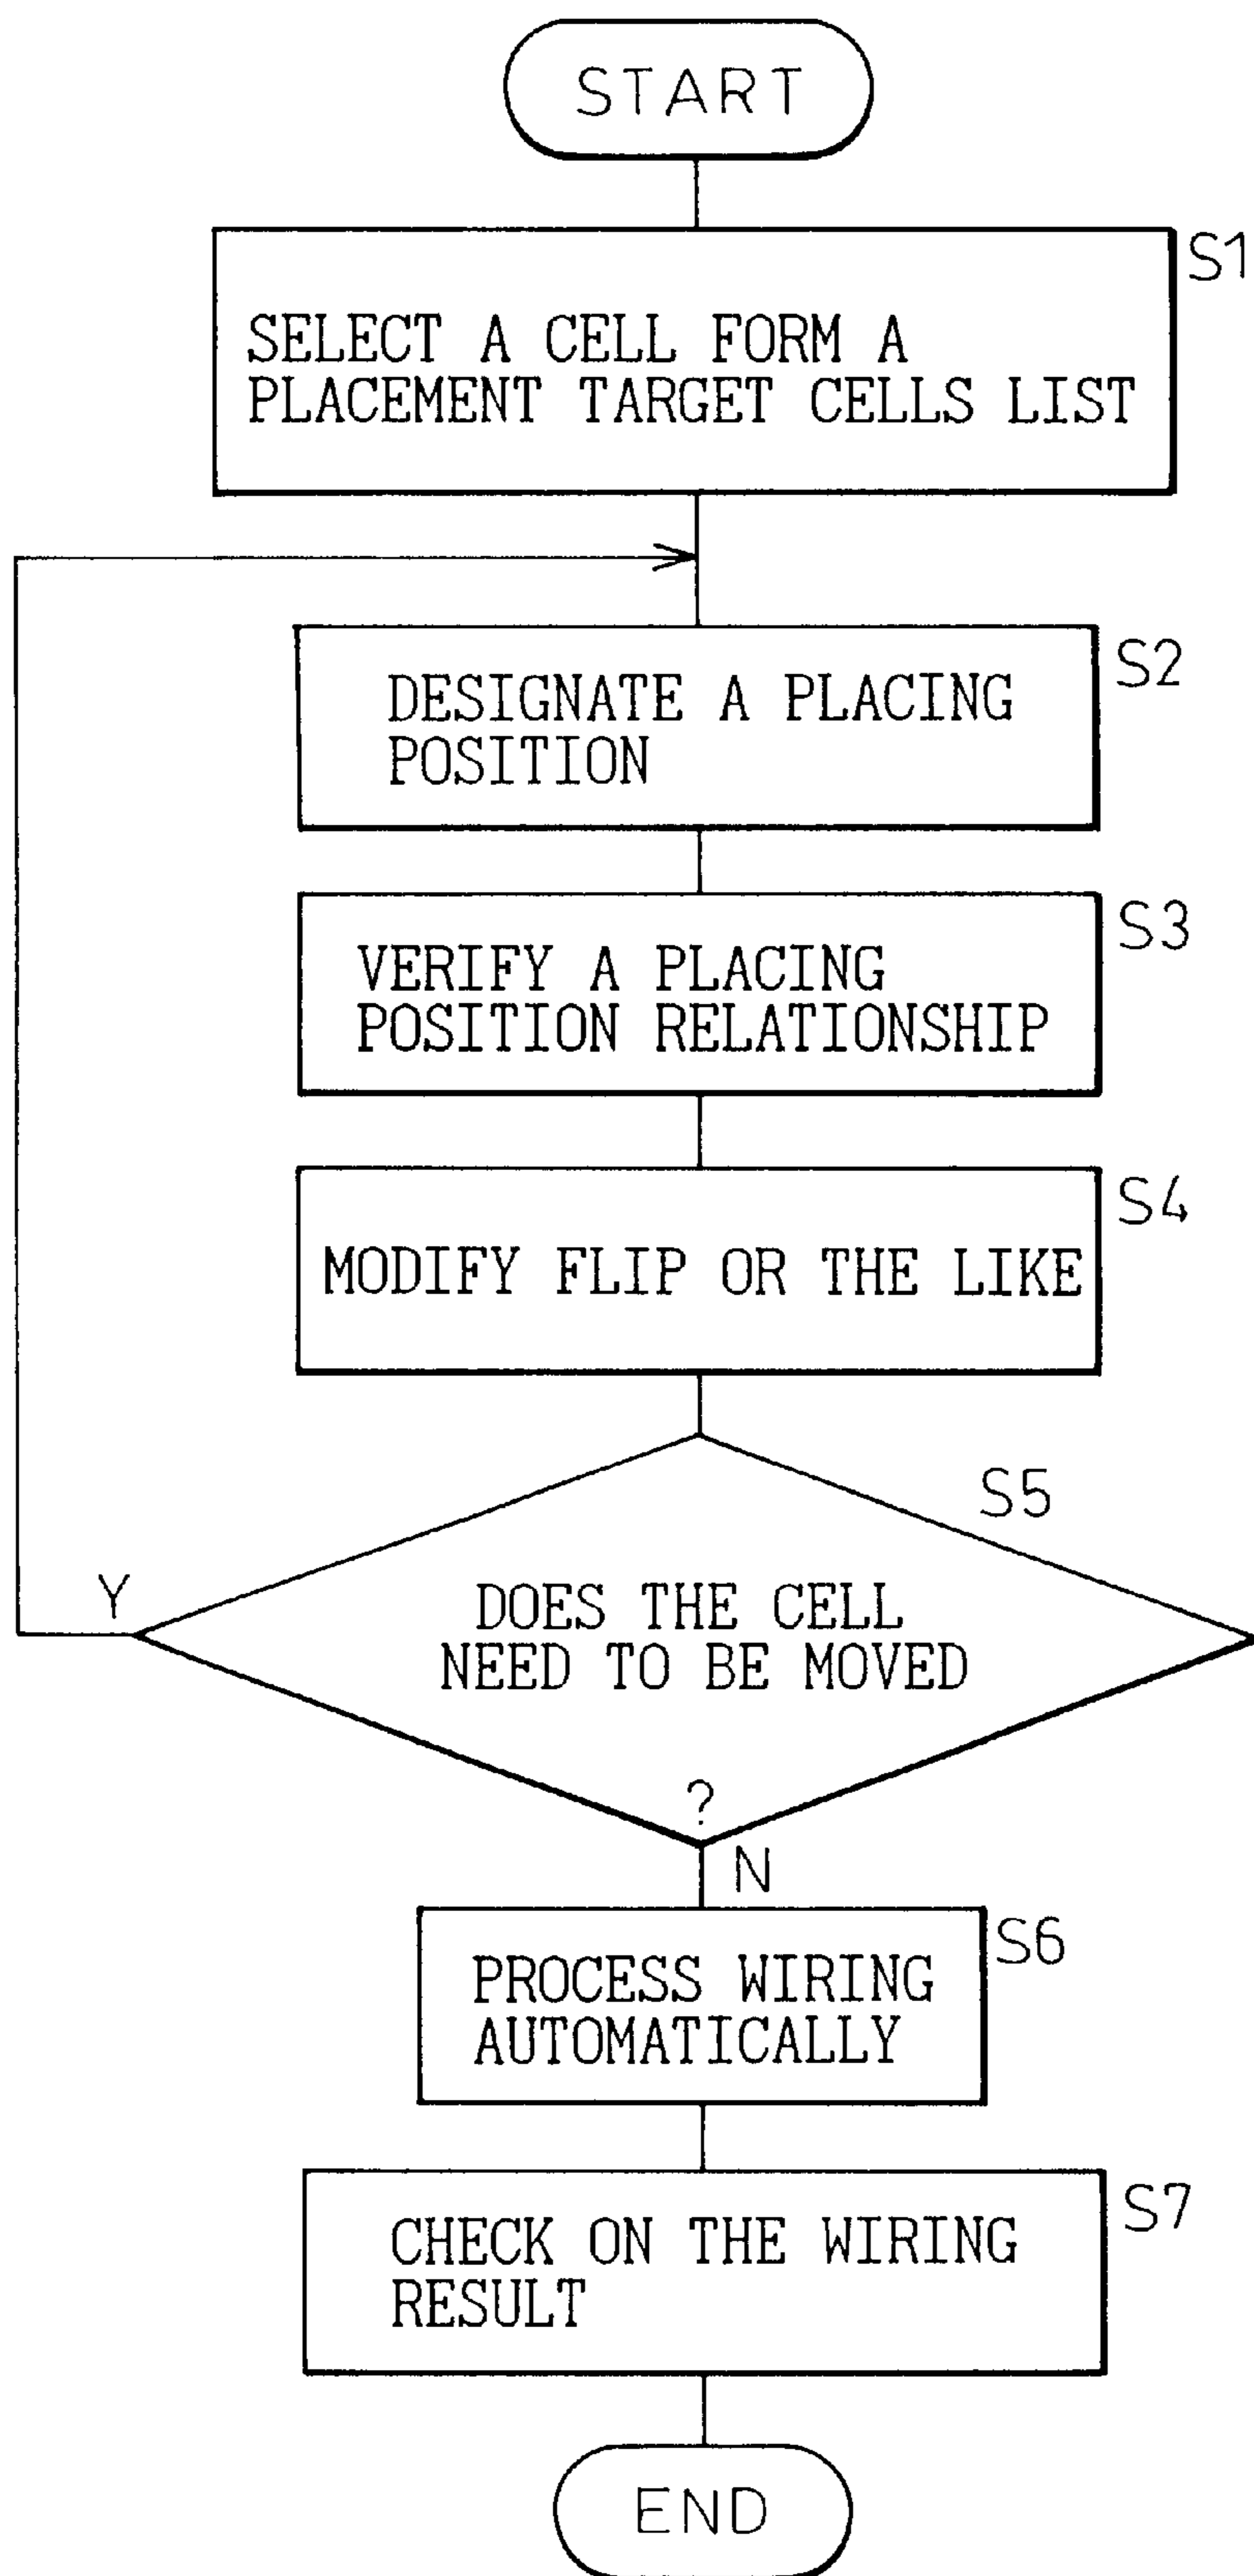 START
S1
SELECT A CELL FORM A
PLACEMENT TARGET CELLS LIST
S2
DESIGNATE A PLACING
POSITION
S3
VERIFY A PLACING
POSITION RELATIONSHIP
S4
MODIFY FLIP OR THE LIKE
S5
Y
DOES THE CELL
NEED TO BE MOVED
?
N
S6
PROCESS WIRING
AUTOMATICALLY
S7
CHECK ON THE WIRING
RESULT
END